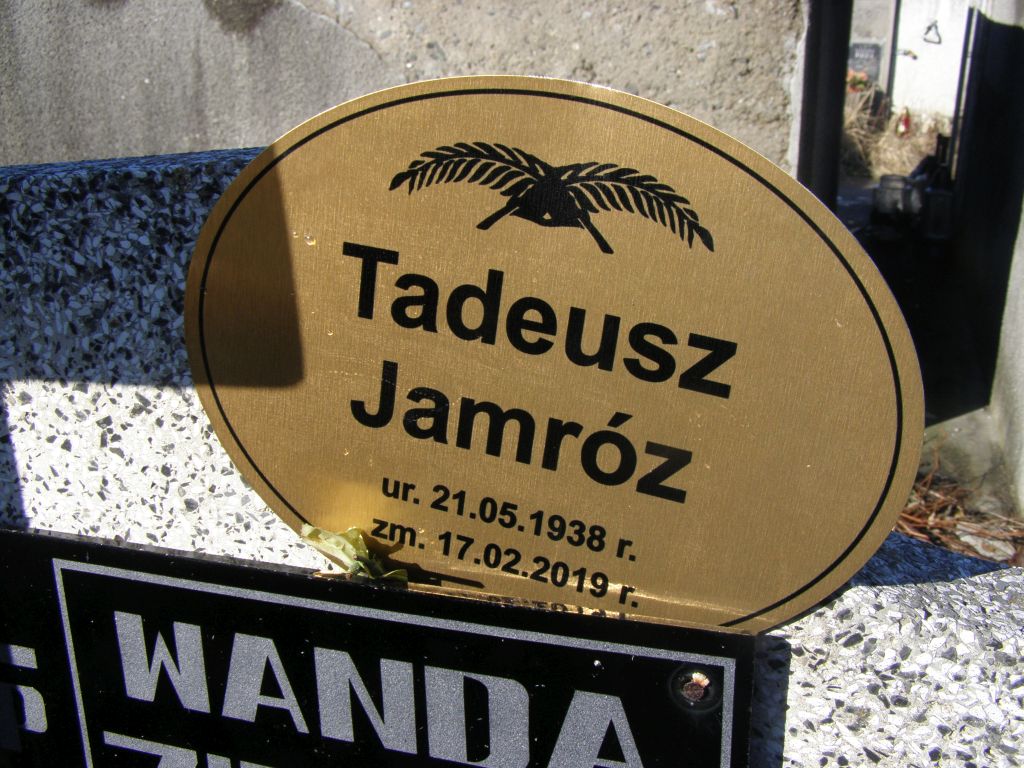 Tadeusz
Jamróz
ur. 21.05.1938 r.
zm. 17.02.2019 r.
WANDA